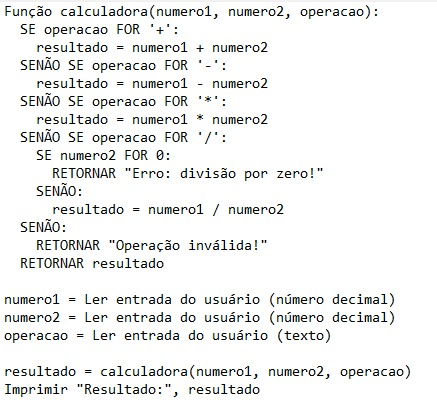 Função calculadora(numero1, numero2, operacao):
  SE operacao FOR '+':
    resultado = numero1 + numero2
  SENÃO SE operacao FOR '-':
    resultado = numero1 - numero2
  SENÃO SE operacao FOR '*':
    resultado = numero1 * numero2
  SENÃO SE operacao FOR '/':
    SE numero2 FOR 0:
      RETORNAR "Erro: divisão por zero!"
    SENÃO:
      resultado = numero1 / numero2
  SENÃO:
    RETORNAR "Operação inválida!"
  RETORNAR resultado

numero1 = Ler entrada do usuário (número decimal)
numero2 = Ler entrada do usuário (número decimal)
operacao = Ler entrada do usuário (texto)

resultado = calculadora(numero1, numero2, operacao)
Imprimir "Resultado:", resultado